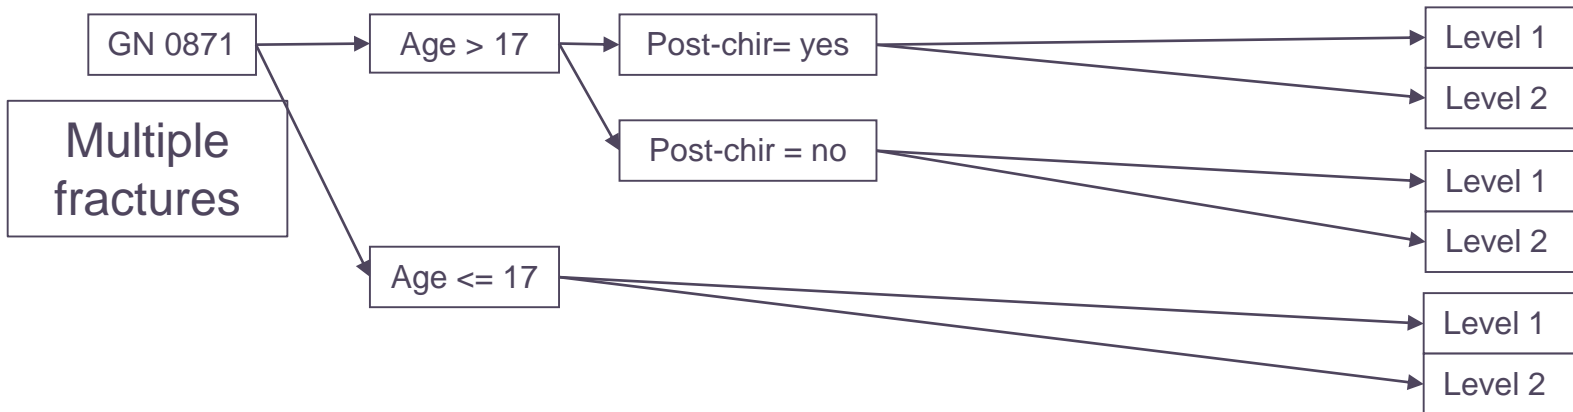 GN 0871
Age > 17
Post-chir= yes
Level 1
Level 2
Multiple
fractures
Post-chir = no
Level 1
Level 2
Age <= 17
Level 1
Level 2